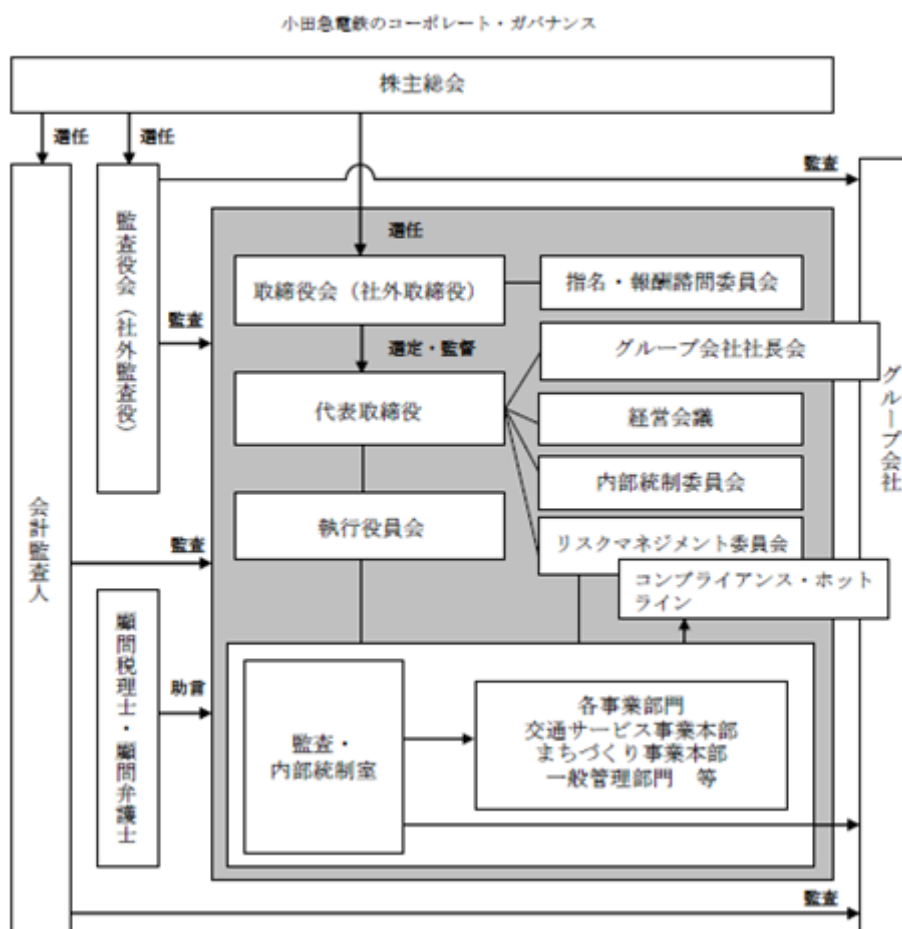 小田急電鉄のコーポレート・ガバナンス
株主総会
選任
選任
監査
監査役会（社外監査役）
選任
取締役会（社外取締役）
指名・報酬諮問委員会
監査
選定・監督
グループ会社社長会
代表取締役
経営会議
グループ会社
内部統制委員会
執行役員会
リスクマネジメント委員会
会計監査人
監査
コンプライアンス・ホット
ライン
顧問税理士・顧問弁護士
助言
監査・
内部統制室
各事業部門
交通サービス事業本部
まちづくり事業本部
一般管理部門　等
監査